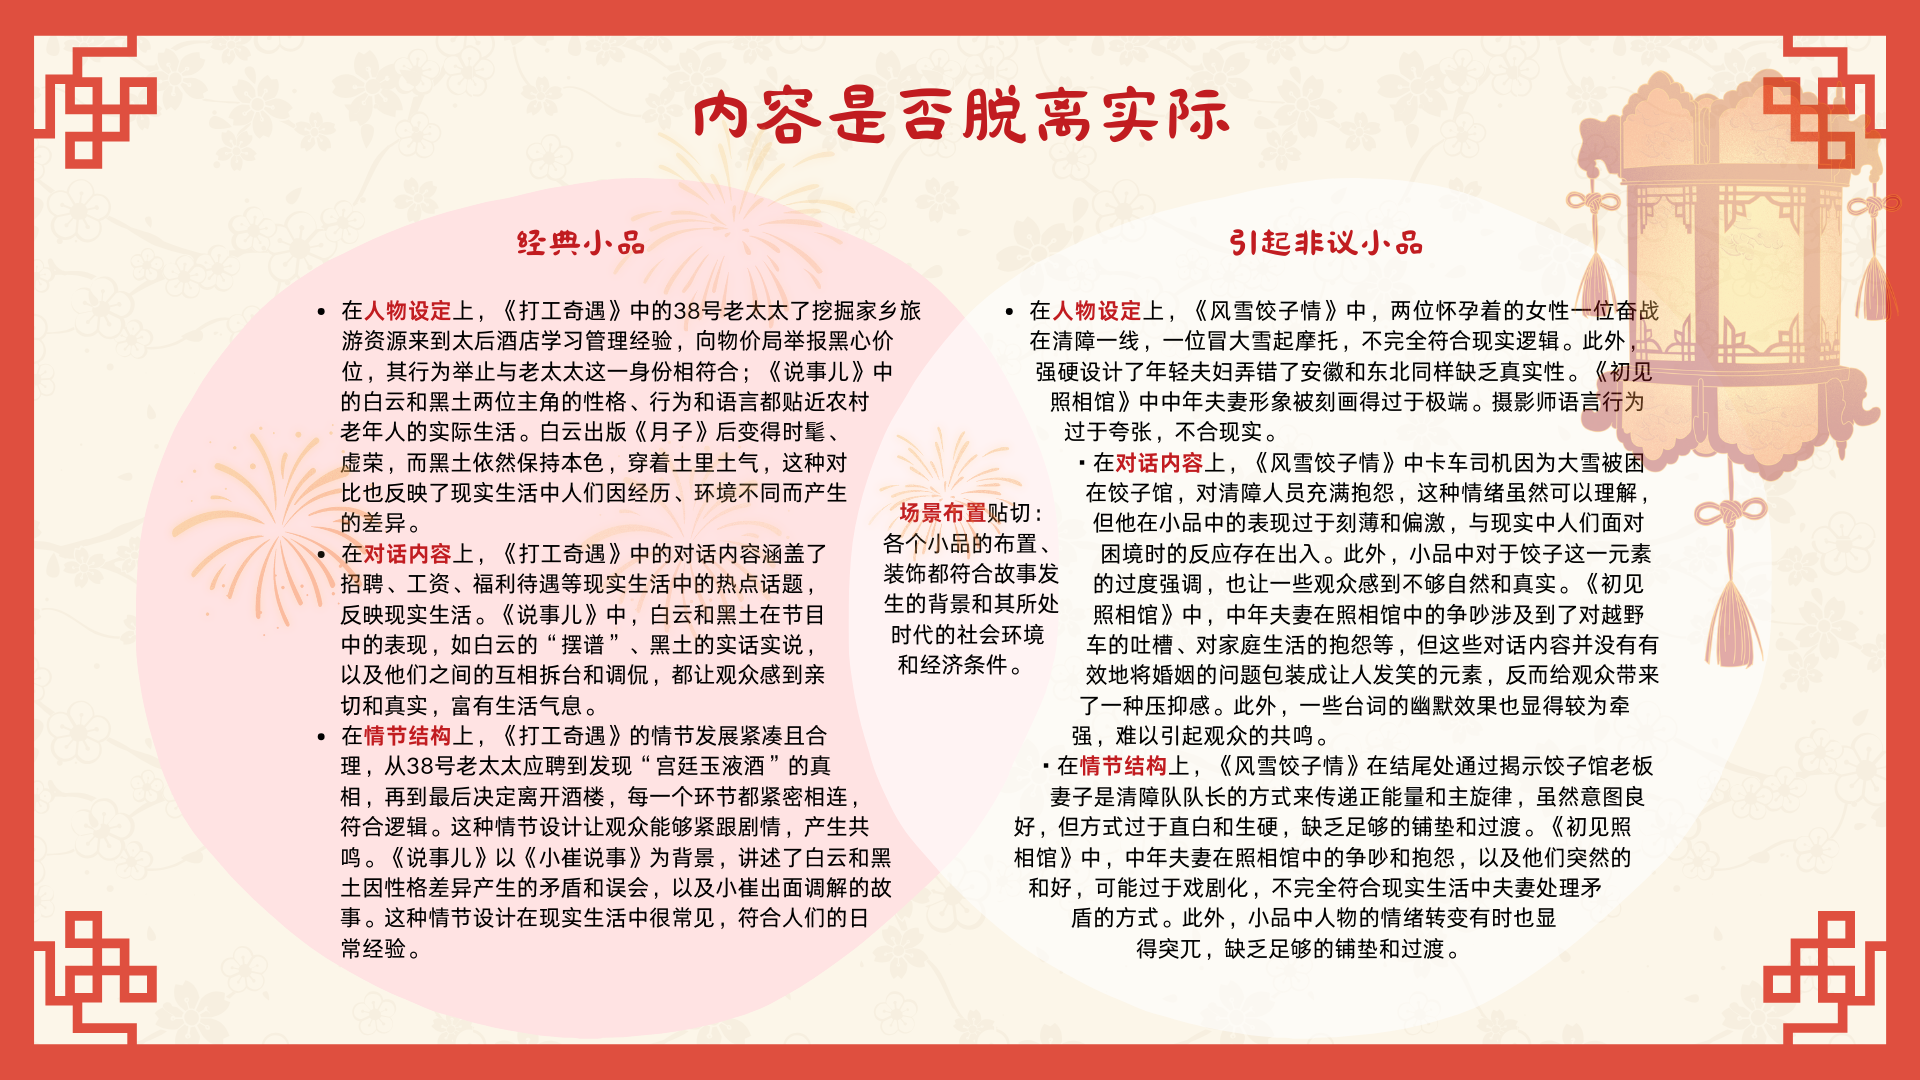 内容是否脱离实际
经典小品
• 在人物设定上，《打工奇遇》中的38号老太太了挖掘家乡旅
游资源来到太后酒店学习管理经验，向物价局举报黑心价
位，其行为举止与老太太这一身份相符合；《说事儿》中
的白云和黑土两位主角的性格、行为和语言都贴近农村
老年人的实际生活。白云出版《月子》后变得时髦、
虚荣，而黑土依然保持本色，穿着土里土气，这种对
比也反映了现实生活中人们因经历、环境不同而产生
的差异。
• 在对话内容上，《打工奇遇》中的对话内容涵盖了
招聘、工资、福利待遇等现实生活中的热点话题，
反映现实生活。《说事儿》中，白云和黑土在节目
中的表现，如白云的“摆谱”、黑土的实话实说，
以及他们之间的互相拆台和调侃，都让观众感到亲
切和真实，富有生活气息。
• 在情节结构上，《打工奇遇》的情节发展紧凑且合
理，从38号老太太应聘到发现“宫廷玉液酒”的真
相，再到最后决定离开酒楼，每一个环节都紧密相连，
符合逻辑。这种情节设计让观众能够紧跟剧情，产生共
鸣。《说事儿》以《小崔说事》为背景，讲述了白云和黑
土因性格差异产生的矛盾和误会，以及小崔出面调解的故
事。这种情节设计在现实生活中很常见，符合人们的日
常经验。
场景布置贴切：
各个小品的布置、
装饰都符合故事发
生的背景和其所处
时代的社会环境
和经济条件。
引起非议小品
• 在人物设定上，《风雪饺子情》中，两位怀孕着的女性一位奋战
在清障一线，一位冒大雪起摩托，不完全符合现实逻辑。此外，
强硬设计了年轻夫妇弄错了安徽和东北同样缺乏真实性。《初见
照相馆》中中年夫妻形象被刻画得过于极端。摄影师语言行为
过于夸张，不合现实。
▪ 在对话内容上，《风雪饺子情》中卡车司机因为大雪被困
在饺子馆，对清障人员充满抱怨，这种情绪虽然可以理解，
但他在小品中的表现过于刻薄和偏激，与现实中人们面对
困境时的反应存在出入。此外，小品中对于饺子这一元素
的过度强调，也让一些观众感到不够自然和真实。《初见
照相馆》中，中年夫妻在照相馆中的争吵涉及到了对越野
车的吐槽、对家庭生活的抱怨等，但这些对话内容并没有有
效地将婚姻的问题包装成让人发笑的元素，反而给观众带来
了一种压抑感。此外，一些台词的幽默效果也显得较为牵
强，难以引起观众的共鸣。
▪ 在情节结构上，《风雪饺子情》在结尾处通过揭示饺子馆老板
妻子是清障队队长的方式来传递正能量和主旋律，虽然意图良
好，但方式过于直白和生硬，缺乏足够的铺垫和过渡。《初见照
相馆》中，中年夫妻在照相馆中的争吵和抱怨，以及他们突然的
和好，可能过于戏剧化，不完全符合现实生活中夫妻处理矛
盾的方式。此外，小品中人物的情绪转变有时也显
得突兀，缺乏足够的铺垫和过渡。